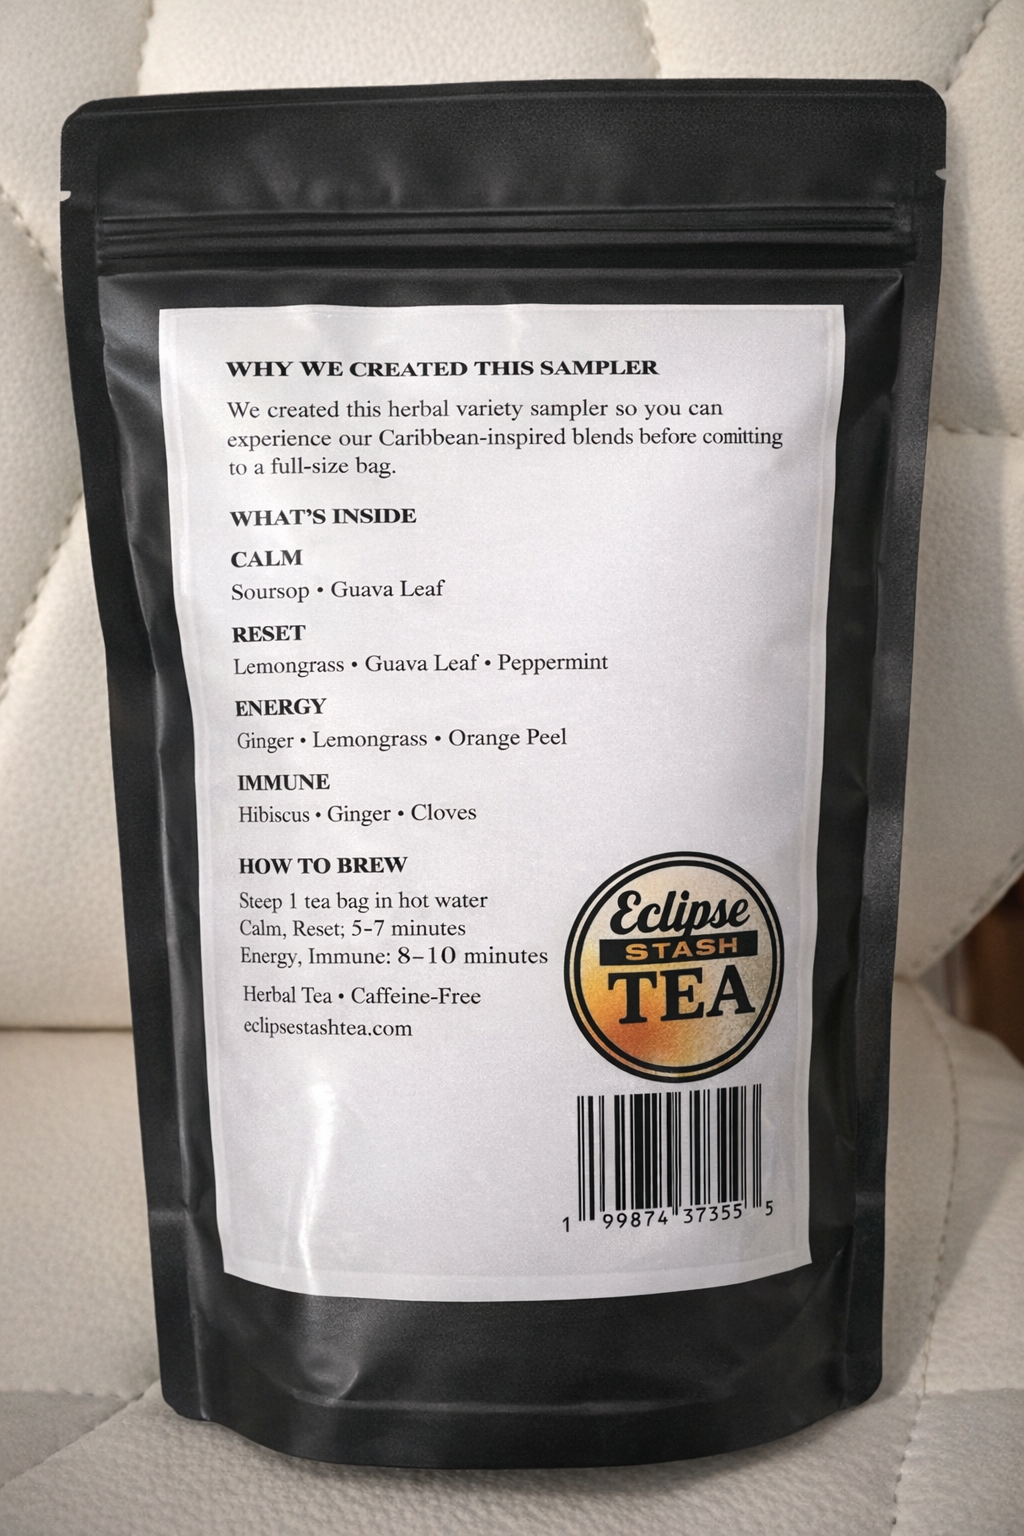 WHY WE CREATED THIS SAMPLER
We created this herbal variety sampler so you can
experience our Caribbean-inspired blends before comitting
to a full-size bag.
WHAT'S INSIDE
CALM
Soursop • Guava Leaf
RESET
Lemongrass • Guava Leaf • Peppermint
ENERGY
Ginger • Lemongrass • Orange Peel
IMMUNE
Hibiscus • Ginger • Cloves
HOW TO BREW
Steep 1 tea bag in hot water
Calm, Reset; 5-7 minutes
Energy, Immune: 8–10 minutes
Herbal Tea • Caffeine-Free
eclipsestashtea.com
Eclipse
STASH
TEA
1 99874 37355 5